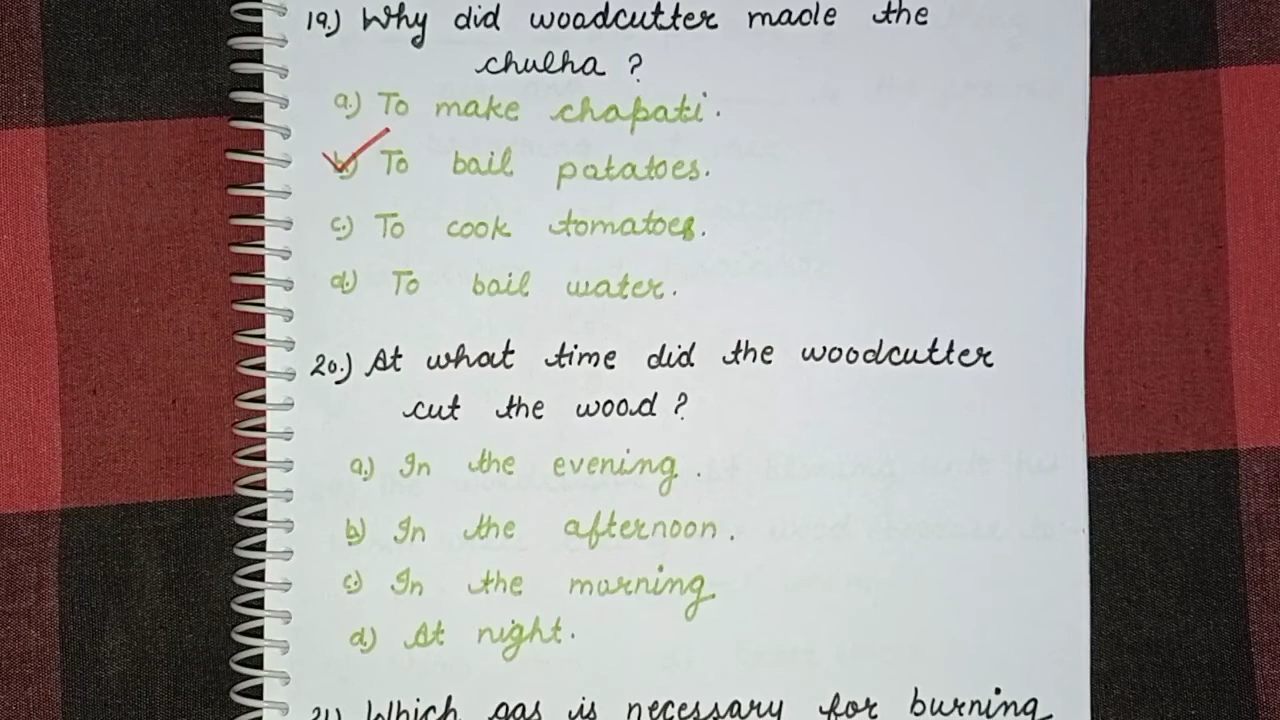 19.) Why did woodcutter made the
chulha ?
a.) To make chapati.
b.) To bail patatoes.
c.) To cook tomatoes.
d.) To bail water.
20.) At what time did the woodcutter
cut the wood ?
a.) In the evening.
b.) In the afternoon.
c.) In the morning.
d.) At night.
21.) Which gas is necessary for burning